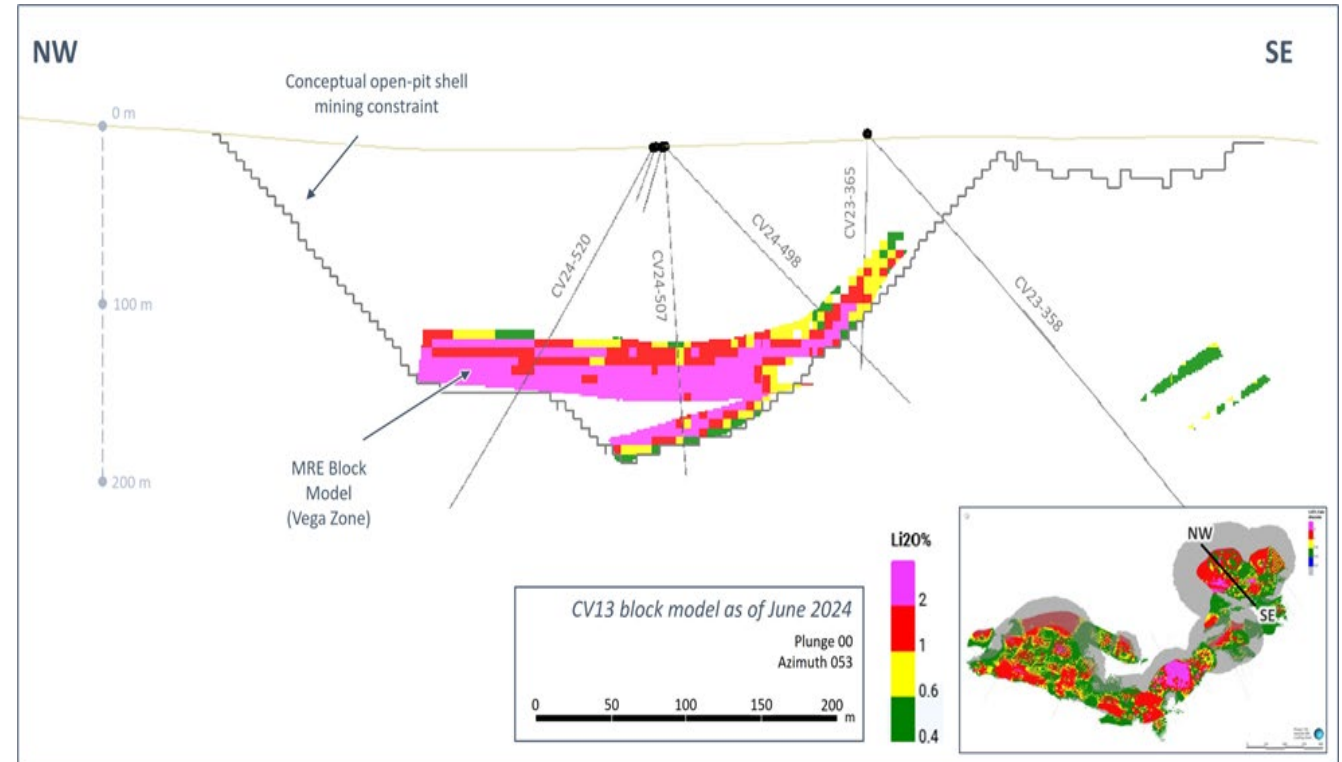 NW
SE
Conceptual open-pit shell
mining constraint
0 m
100 m
200 m
CV24-520
CV24-507
CV24-498
CV23-365
CV23-358
MRE Block
Model
(Vega Zone)
CV13 block model as of June 2024
Plunge 00
Azimuth 053
0 50 100 150 200 m
Li20%
2
1
0.6
0.4
NW
SE